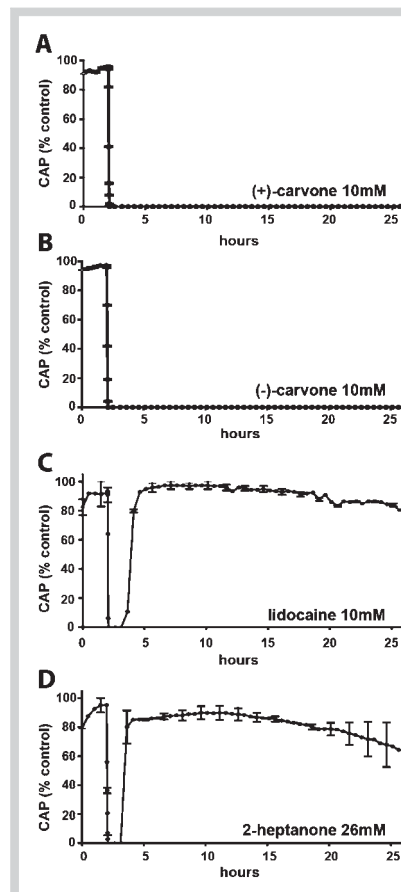 A
CAP (% control)
100
80
60
40
20
0
(+)-carvone 10mM
0 5 10 15 20 25
hours
B
CAP (% control)
100
80
60
40
20
0
(-)-carvone 10mM
0 5 10 15 20 25
hours
C
CAP (% control)
100
80
60
40
20
0
lidocaine 10mM
0 5 10 15 20 25
hours
D
CAP (% control)
100
80
60
40
20
0
2-heptanone 26mM
0 5 10 15 20 25
hours